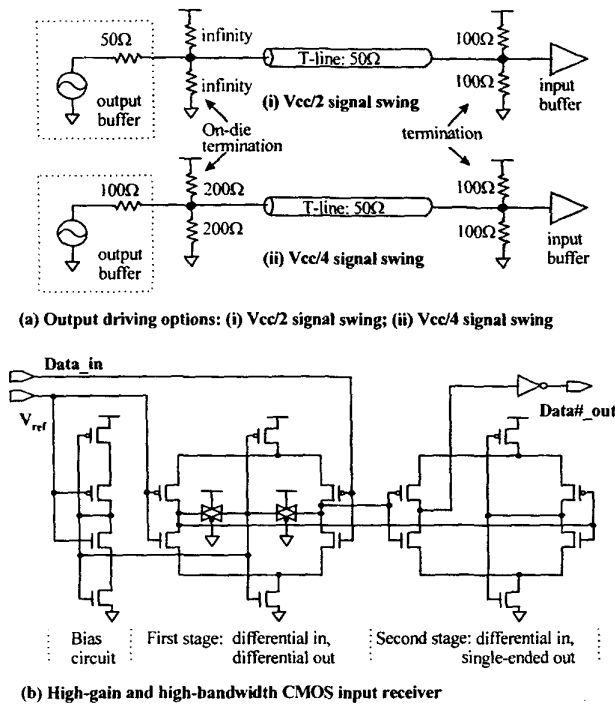 50Ω
infinity
100Ω
T-line: 50Ω
infinity
100Ω
output
buffer
(i) Vcc/2 signal swing
input
buffer
On-die
termination
termination
100Ω
200Ω
100Ω
T-line: 50Ω
200Ω
100Ω
output
buffer
(ii) Vcc/4 signal swing
input
buffer
(a) Output driving options: (i) Vcc/2 signal swing; (ii) Vcc/4 signal swing
Data_in
Vref
Data#_out
Bias
circuit
First stage: differential in,
differential out
Second stage: differential in,
single-ended out
(b) High-gain and high-bandwidth CMOS input receiver